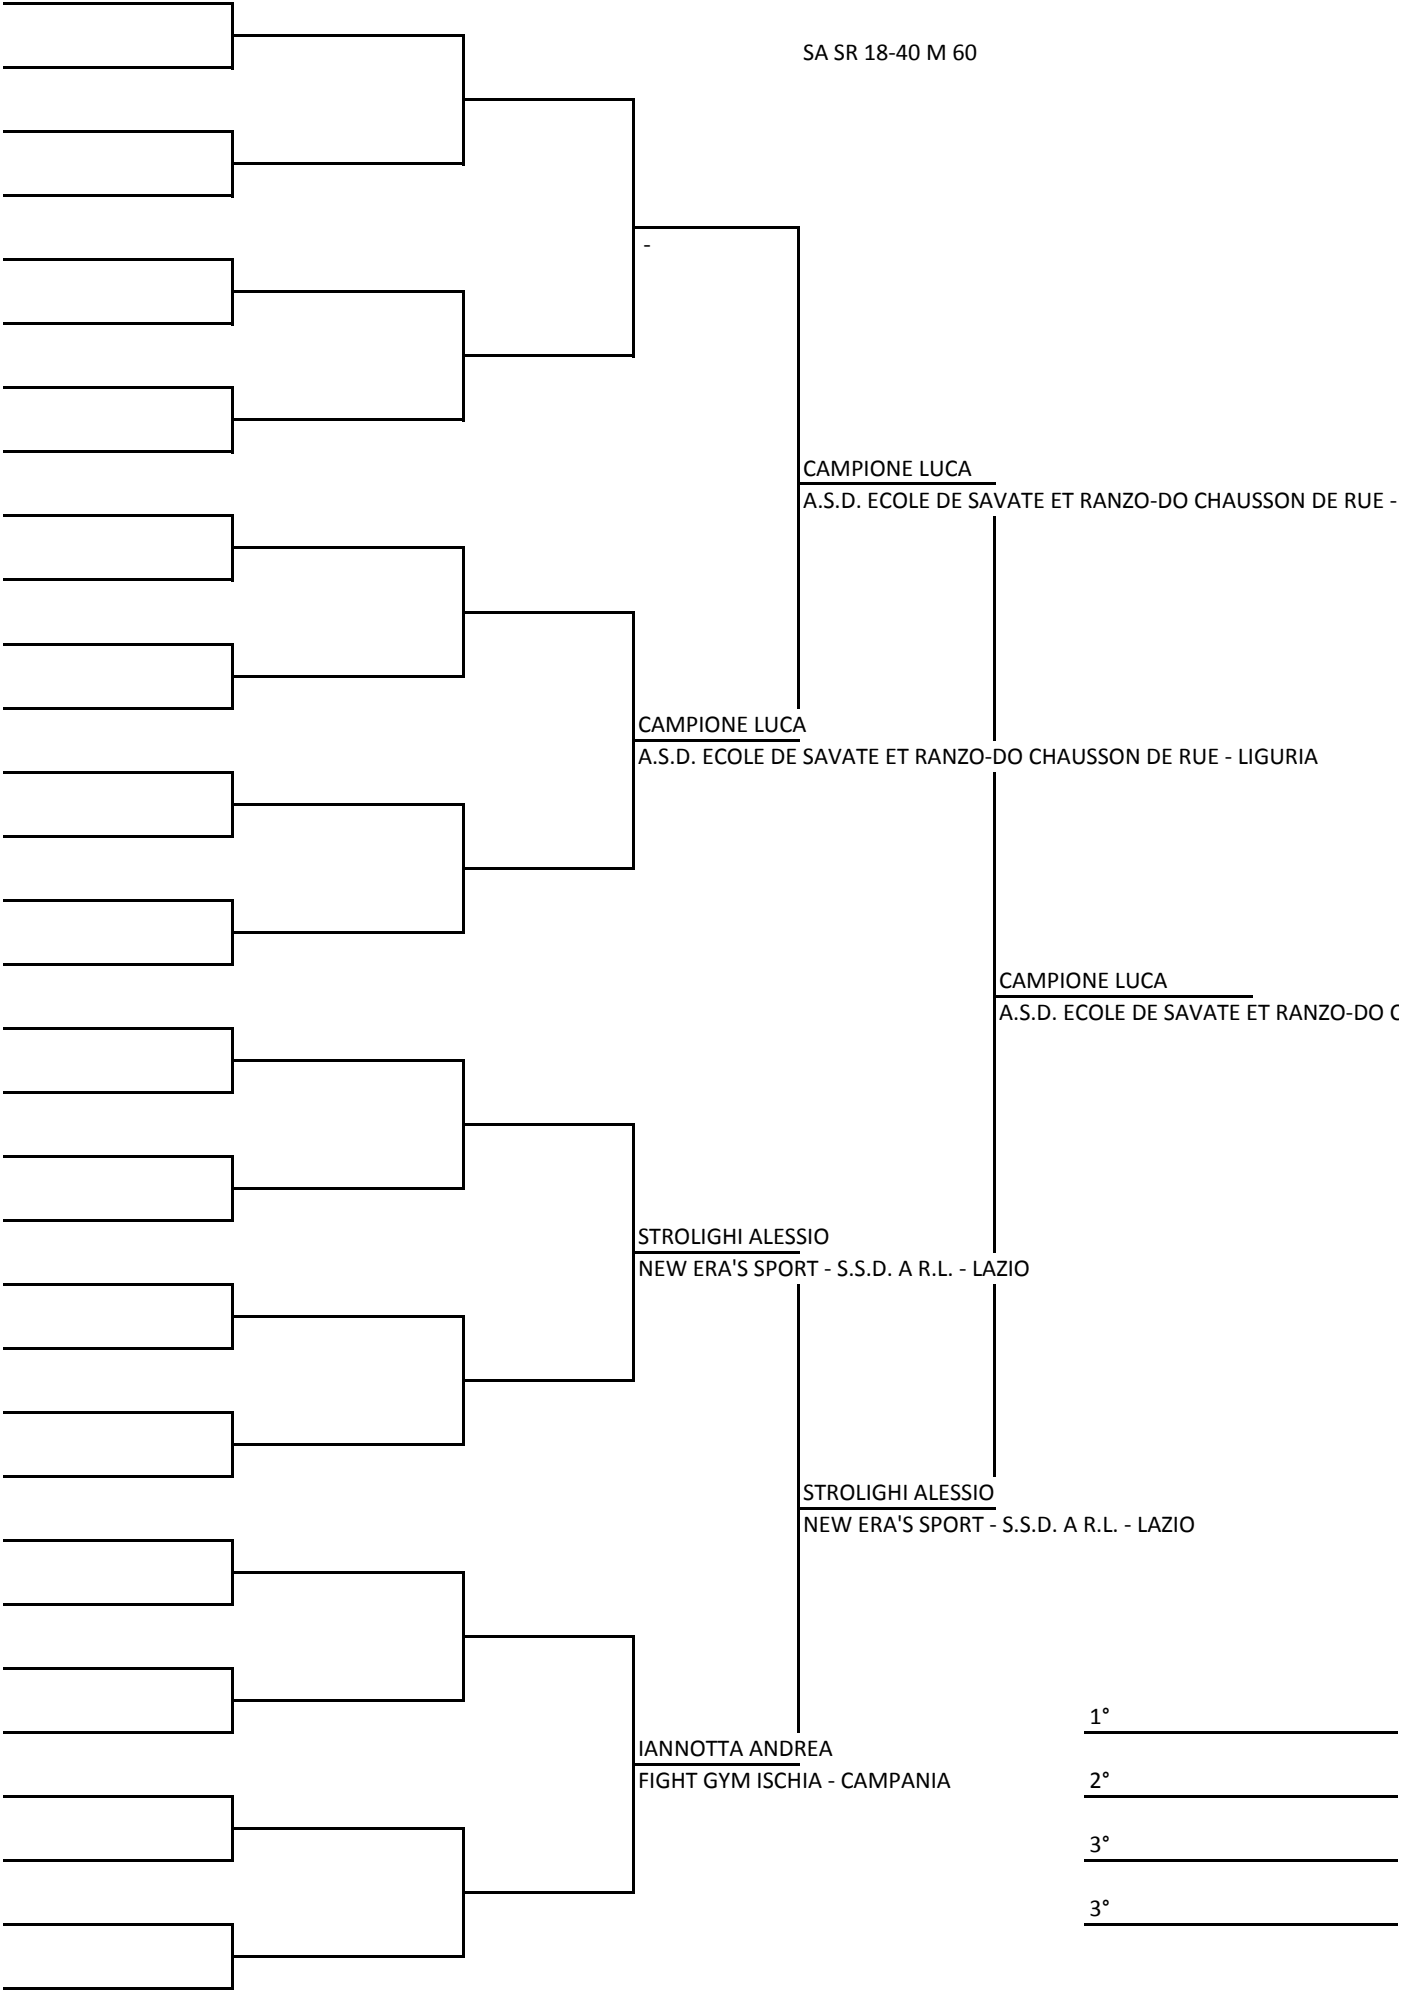 SA SR 18-40 M 60
-
CAMPIONE LUCA
A.S.D. ECOLE DE SAVATE ET RANZO-DO CHAUSSON DE RUE -
CAMPIONE LUCA
A.S.D. ECOLE DE SAVATE ET RANZO-DO CHAUSSON DE RUE - LIGURIA
CAMPIONE LUCA
A.S.D. ECOLE DE SAVATE ET RANZO-DO C
STROLIGHI ALESSIO
NEW ERA'S SPORT - S.S.D. A R.L. - LAZIO
STROLIGHI ALESSIO
NEW ERA'S SPORT - S.S.D. A R.L. - LAZIO
IANNOTTA ANDREA
FIGHT GYM ISCHIA - CAMPANIA
1°
2°
3°
3°